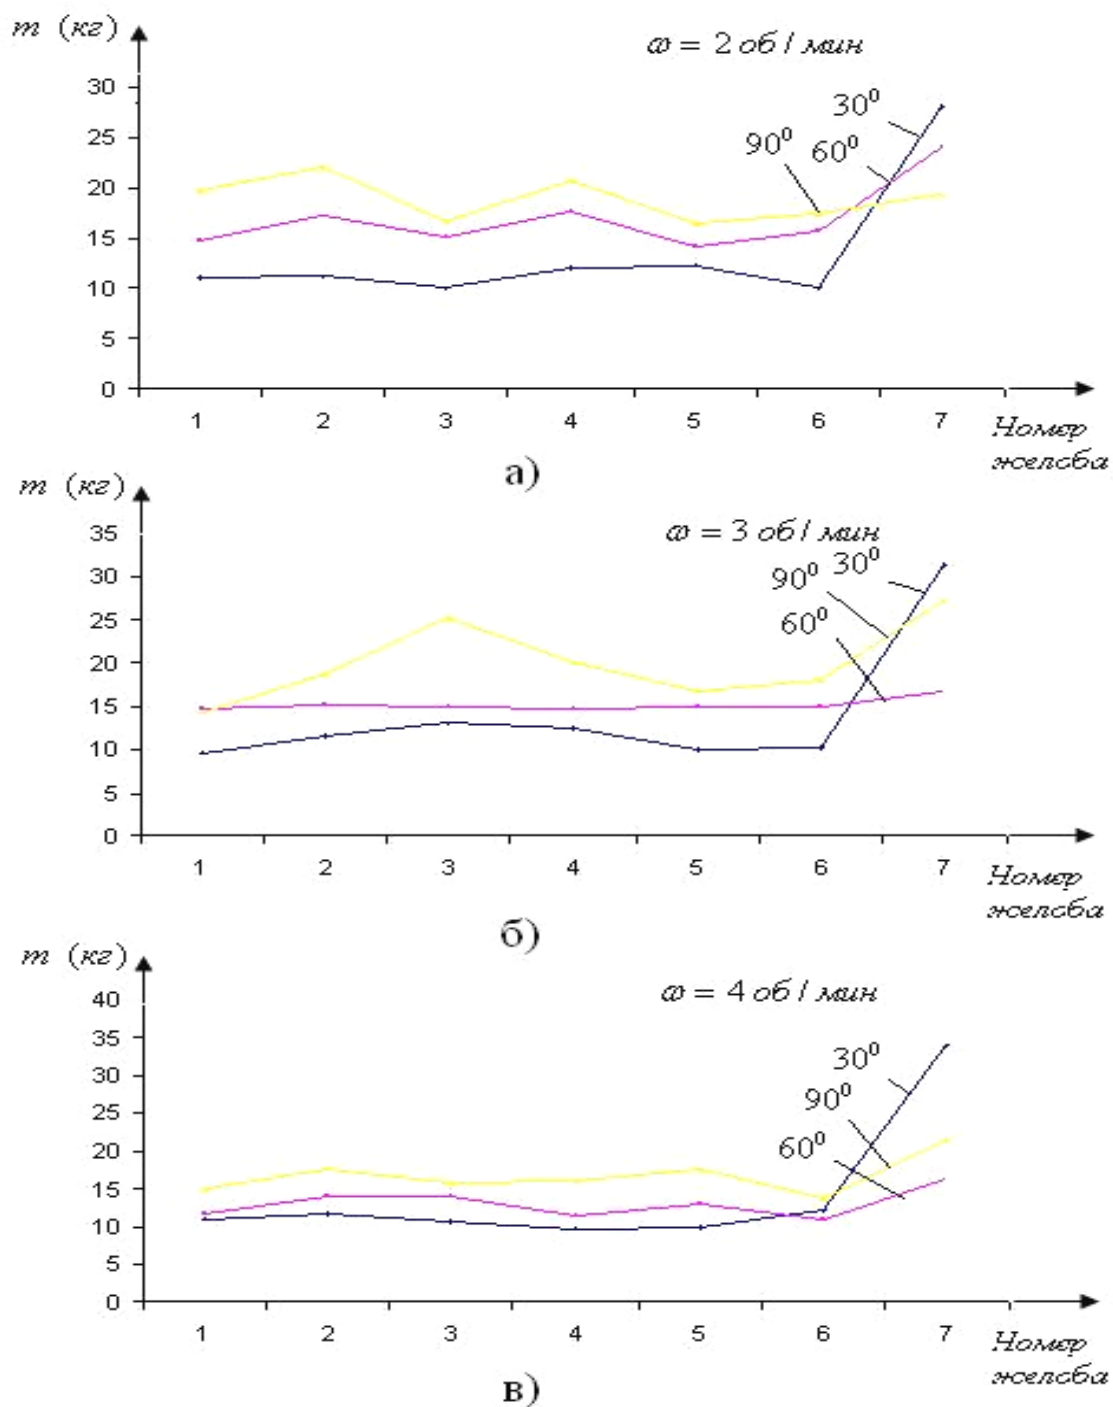 m (кг)
ω = 2 об / мин
30
25
20
15
10
5
0
30⁰
90⁰ 60⁰
1 2 3 4 5 6 7
Номер
желоба
а)
m (кг)
ω = 3 об / мин
35
30
25
20
15
10
5
0
90⁰ 30⁰
60⁰
1 2 3 4 5 6 7
Номер
желоба
б)
m (кг)
ω = 4 об / мин
40
35
30
25
20
15
10
5
0
30⁰
90⁰
60⁰
1 2 3 4 5 6 7
Номер
желоба
в)